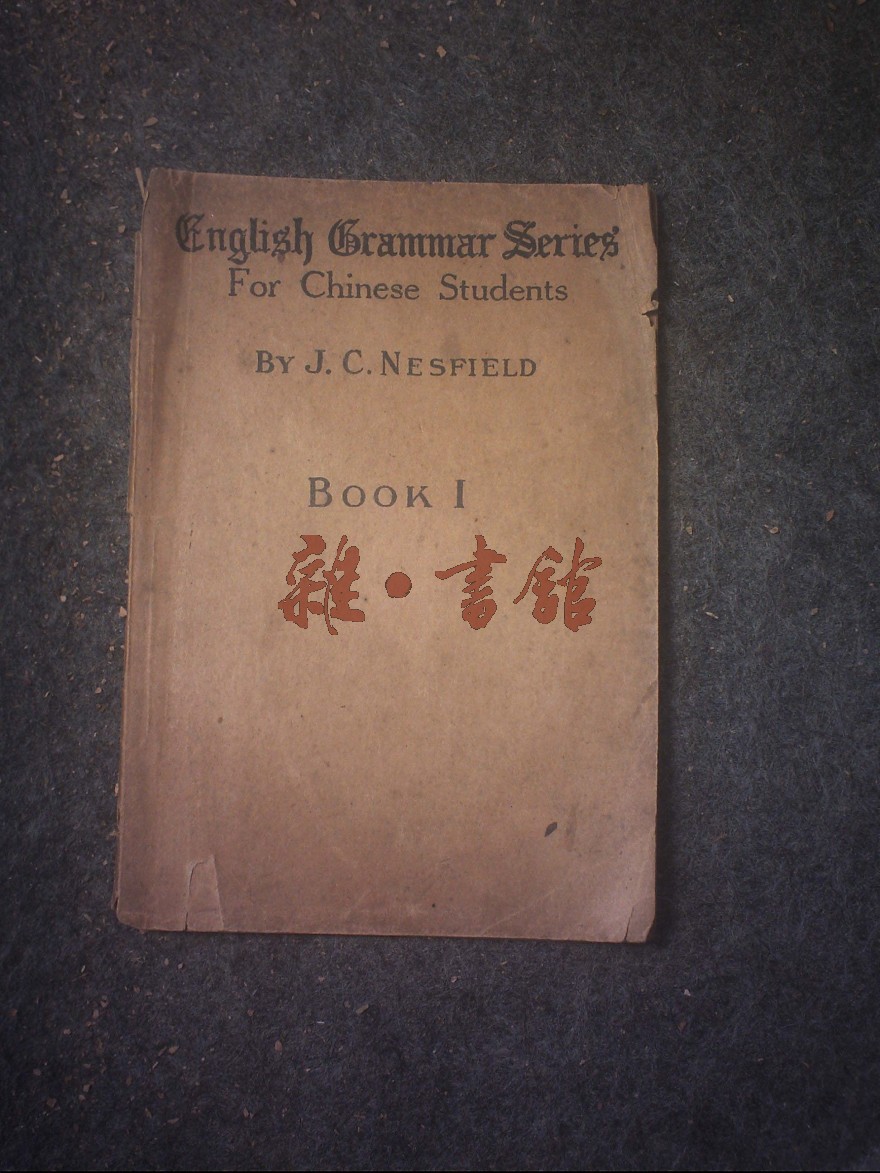 English Grammar Series
For Chinese Students
BY J. C. NESFIELD
BOOK I
雜•書館